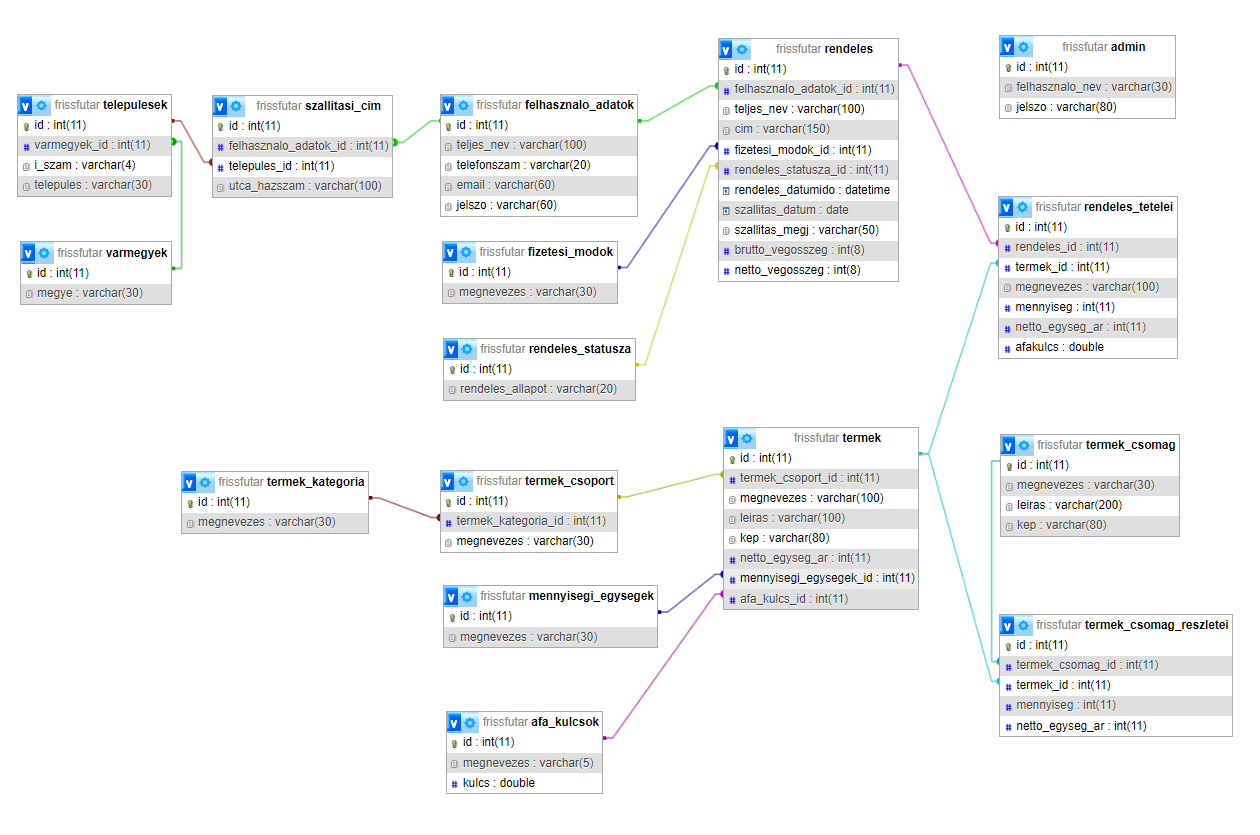 v frissfutar telepulesek
id : int(11)
# varmegyek_id : int(11)
i_szam : varchar(4)
telepules : varchar(30)
v frissfutar varmegyek
id : int(11)
megye : varchar(30)
v frissfutar szallitasi_cim
id : int(11)
# felhasznalo_adatok_id : int(11)
# telepules_id : int(11)
utca_hazszam : varchar(100)
v frissfutar felhasznalo_adatok
id : int(11)
teljes_nev : varchar(100)
telefonszam : varchar(20)
email : varchar(60)
jelszo : varchar(60)
v frissfutar fizetesi_modok
id : int(11)
megnevezes : varchar(30)
v frissfutar rendeles_statusza
id : int(11)
rendeles_allapot : varchar(20)
v frissfutar rendeles
id : int(11)
# felhasznalo_adatok_id : int(11)
teljes_nev : varchar(100)
cim : varchar(150)
# fizetesi_modok_id : int(11)
# rendeles_statusza_id : int(11)
rendeles_datumido : datetime
szallitas_datum : date
szallitas_megj : varchar(50)
# brutto_vegosszeg : int(8)
# netto_vegosszeg : int(8)
v frissfutar admin
id : int(11)
felhasznalo_nev : varchar(30)
jelszo : varchar(80)
v frissfutar rendeles_tetelei
id : int(11)
# rendeles_id : int(11)
# termek_id : int(11)
megnevezes : varchar(100)
# mennyiseg : int(11)
# netto_egyseg_ar : int(11)
# afakulcs : double
v frissfutar termek_kategoria
id : int(11)
megnevezes : varchar(30)
v frissfutar termek_csoport
id : int(11)
# termek_kategoria_id : int(11)
megnevezes : varchar(30)
v frissfutar mennyisegi_egysegek
id : int(11)
megnevezes : varchar(30)
v frissfutar afa_kulcsok
id : int(11)
megnevezes : varchar(5)
# kulcs : double
v frissfutar termek
id : int(11)
# termek_csoport_id : int(11)
megnevezes : varchar(100)
leiras : varchar(100)
kep : varchar(80)
# netto_egyseg_ar : int(11)
# mennyisegi_egysegek_id : int(11)
# afa_kulcs_id : int(11)
v frissfutar termek_csomag
id : int(11)
megnevezes : varchar(30)
leiras : varchar(200)
kep : varchar(80)
v frissfutar termek_csomag_reszletei
id : int(11)
# termek_csomag_id : int(11)
# termek_id : int(11)
# mennyiseg : int(11)
# netto_egyseg_ar : int(11)